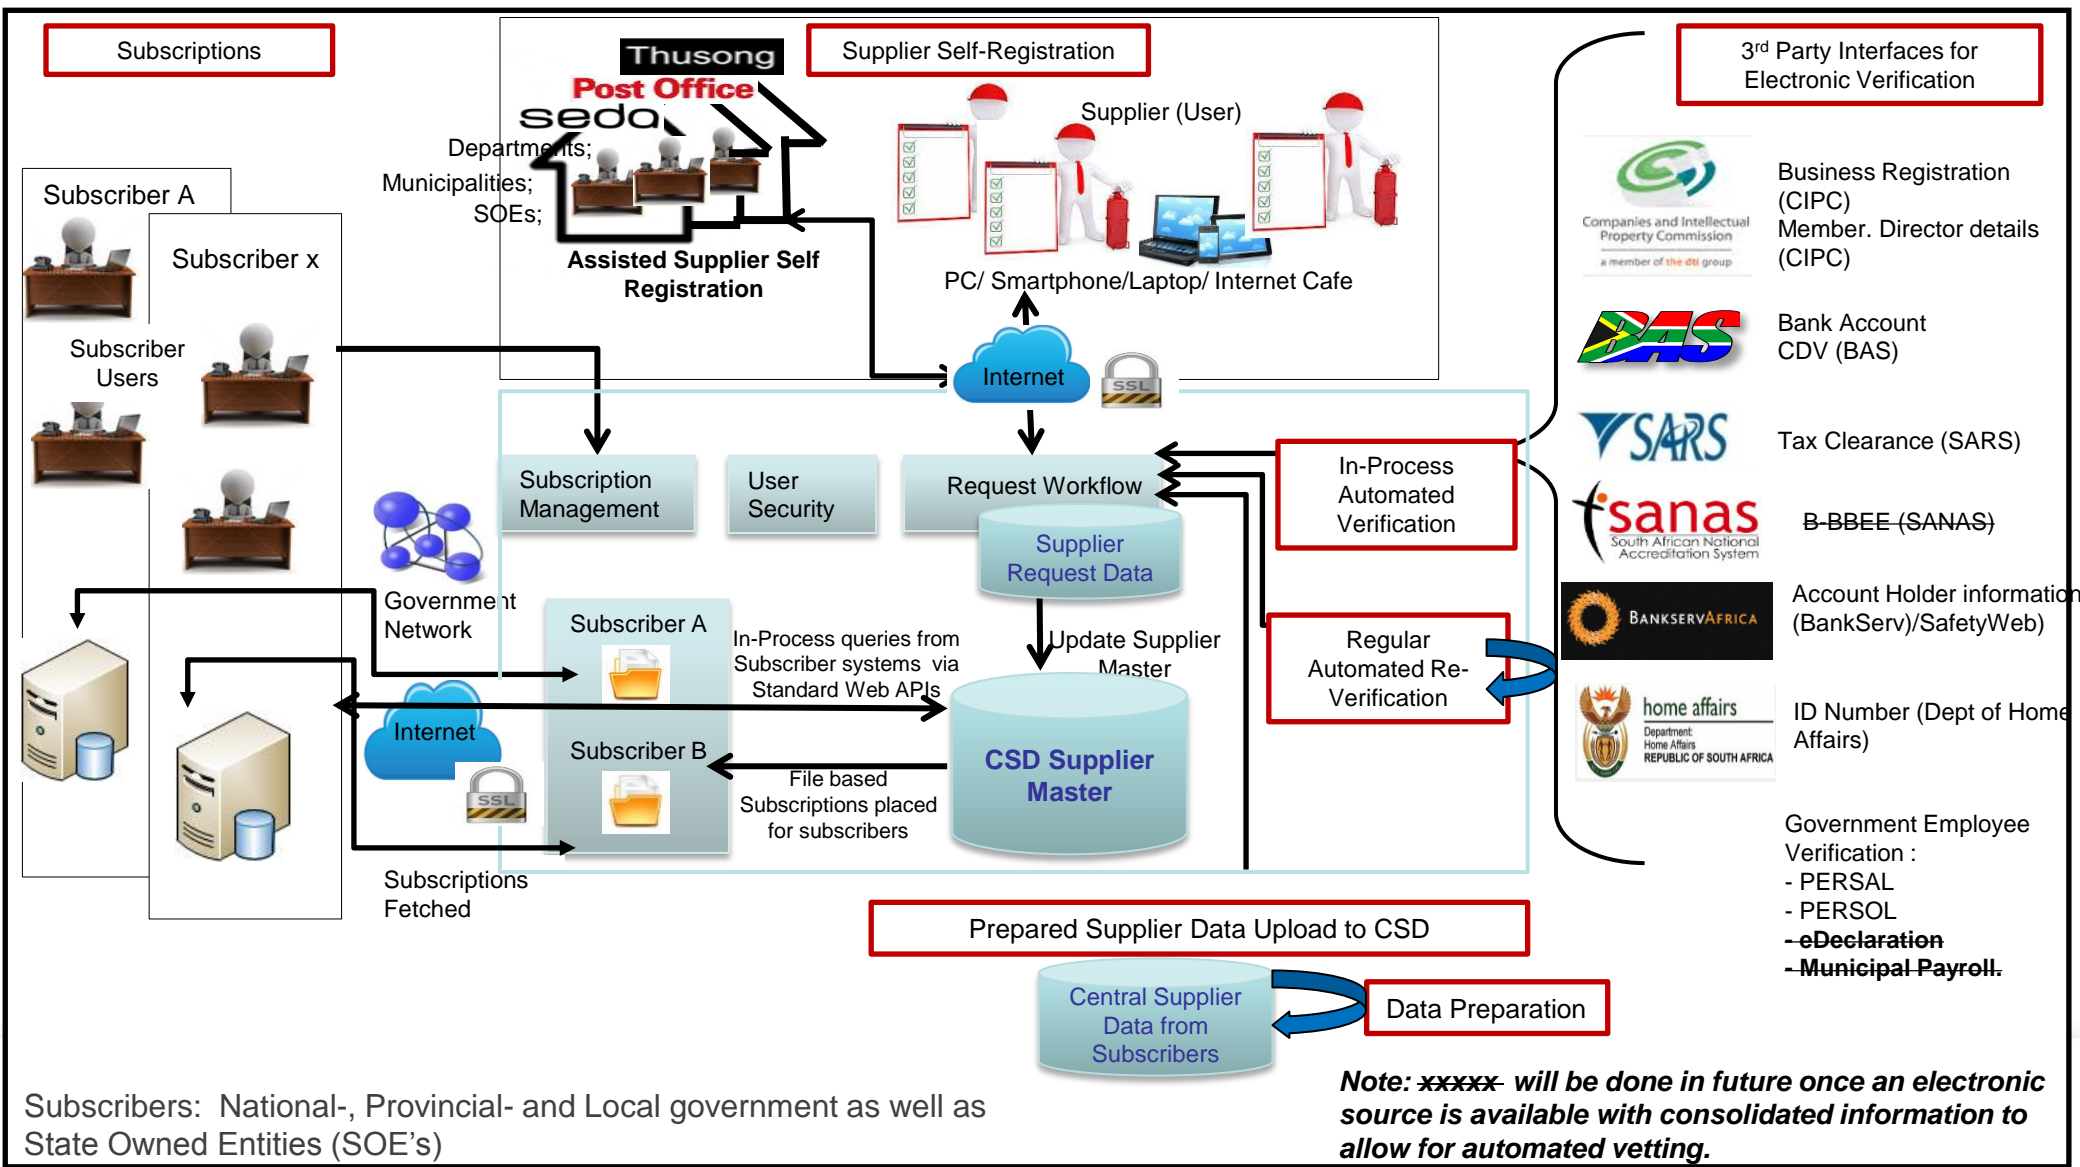 Subscriptions
Thusong
Post Office
seda
Departments;
Municipalities;
SOEs;
Assisted Supplier Self
Registration
Supplier Self-Registration
Supplier (User)
PC/ Smartphone/Laptop/ Internet Cafe
3rd Party Interfaces for
Electronic Verification
Subscriber A
Subscriber x
Subscriber
Users
Internet
SSL
Companies and Intellectual
Property Commission
a member of the dti group
Business Registration
(CIPC)
Member. Director details
(CIPC)
BAS
Bank Account
CDV (BAS)
SARS
Tax Clearance (SARS)
sanas
South African National
Accreditation System
B-BBEE (SANAS)
BANKSERVAFRICA
Account Holder information
(BankServ)/SafetyWeb)
home affairs
Department:
Home Affairs
REPUBLIC OF SOUTH AFRICA
ID Number (Dept of Home
Affairs)
Government Employee
Verification :
- PERSAL
- PERSOL
- eDeclaration
- Municipal Payroll.
Subscription
Management
User
Security
Request Workflow
Supplier
Request Data
In-Process
Automated
Verification
Government
Network
Subscriber A
In-Process queries from
Subscriber systems via
Standard Web APIs
Update Supplier
Master
Regular
Automated Re-
Verification
Internet
SSL
Subscriber B
File based
Subscriptions placed
for subscribers
CSD Supplier
Master
Subscriptions
Fetched
Prepared Supplier Data Upload to CSD
Central Supplier
Data from
Subscribers
Data Preparation
Subscribers: National-, Provincial- and Local government as well as
State Owned Entities (SOE’s)
Note: xxxxx will be done in future once an electronic
source is available with consolidated information to
allow for automated vetting.